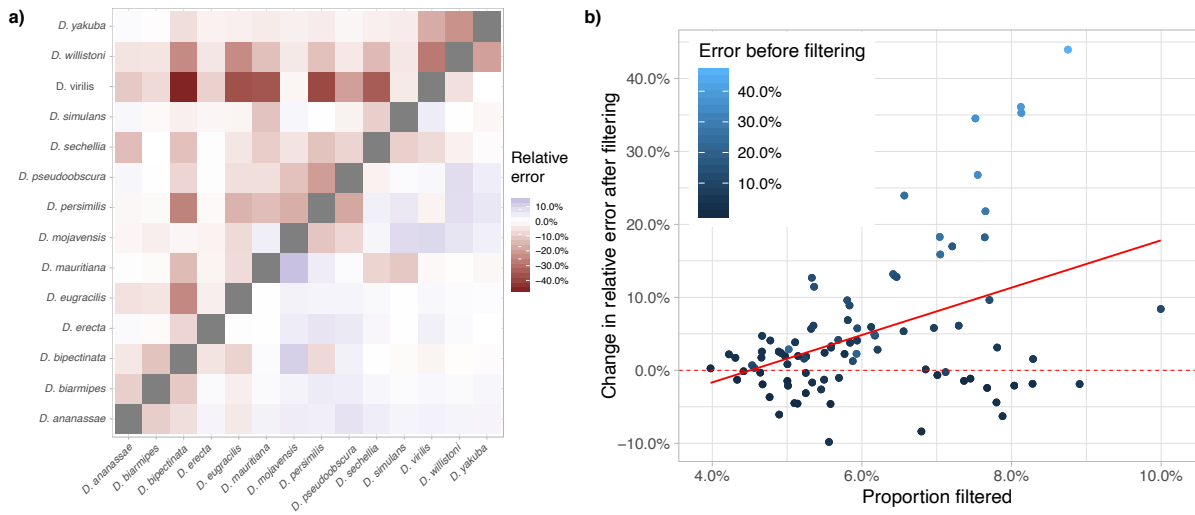 a)
D. yakuba
D. willistoni
D. virilis
D. simulans
D. sechellia
D. pseudoobscura
D. persimilis
D. mojavensis
D. mauritiana
D. eugracilis
D. erecta
D. bipectinata
D. biarmipes
D. ananassae
D. ananassae
D. biarmipes
D. bipectinata
D. erecta
D. eugracilis
D. mauritiana
D. mojavensis
D. persimilis
D. pseudoobscura
D. sechellia
D. simulans
D. virilis
D. willistoni
D. yakuba
Relative
error
10.0%
0.0%
−10.0%
−20.0%
−30.0%
−40.0%
b)
Change in relative error after filtering
40.0%
30.0%
20.0%
10.0%
0.0%
−10.0%
Error before filtering
40.0%
30.0%
20.0%
10.0%
4.0%
6.0%
8.0%
10.0%
Proportion filtered